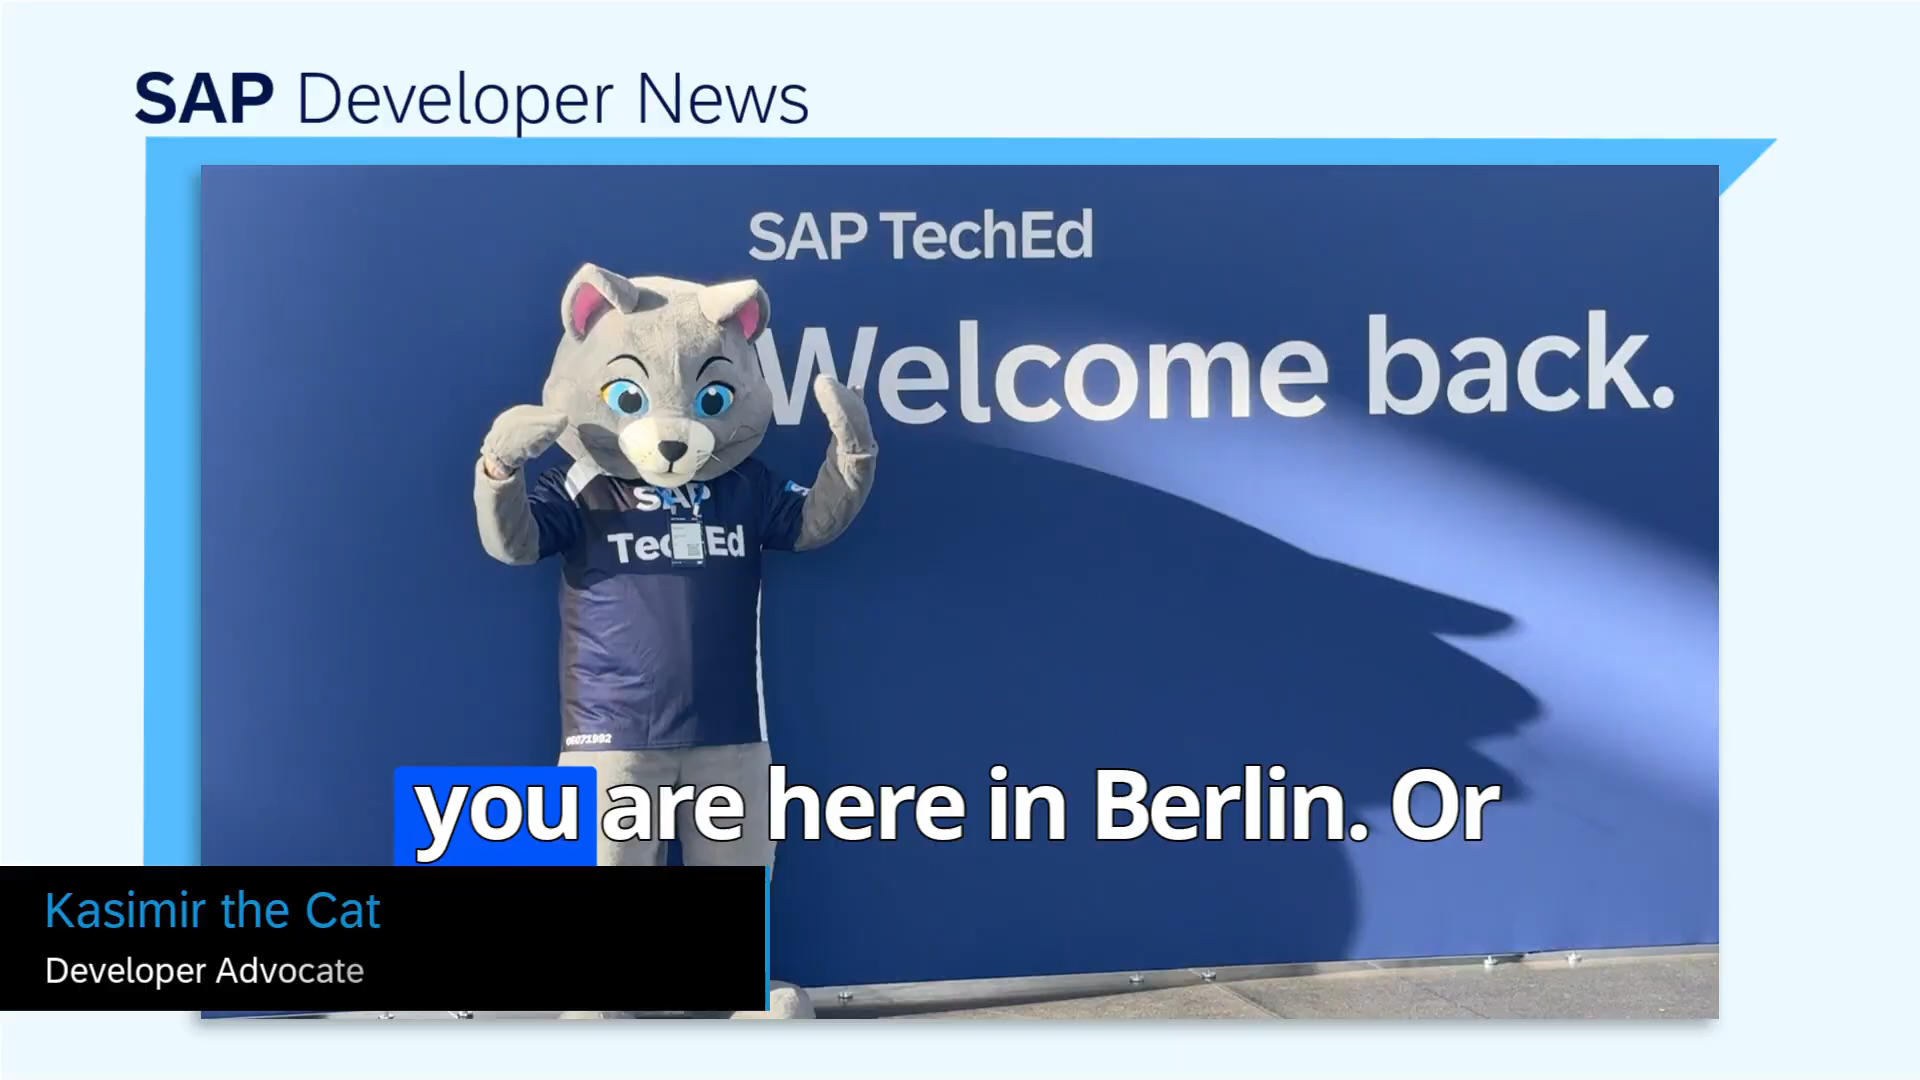 SAP Developer News
SAP TechEd
Welcome back.
SAP
TechEd
you are here in Berlin. Or
Kasimir the Cat
Developer Advocate